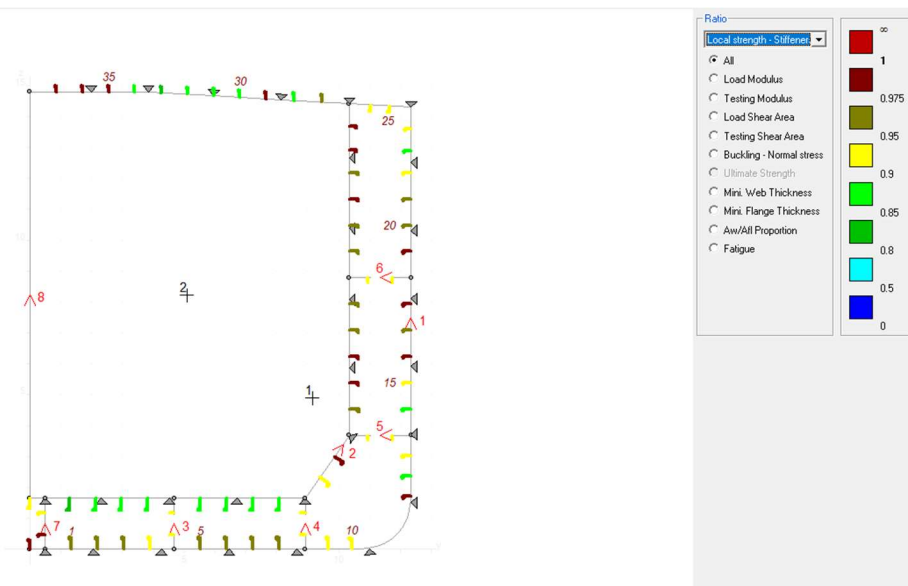 Ratio
Local strength - Stiffener.
All
Load Modulus
Testing Modulus
Load Shear Area
Testing Shear Area
Buckling - Normal stress
Ultimate Strength
Mini. Web Thickness
Mini. Flange Thickness
Aw/Afl Proportion
Fatigue
∞
1
0.975
0.95
0.9
0.85
0.8
0.5
0
35
30
25
20
6
2
8
1
1
15
5
2
7
1
3
5
4
10